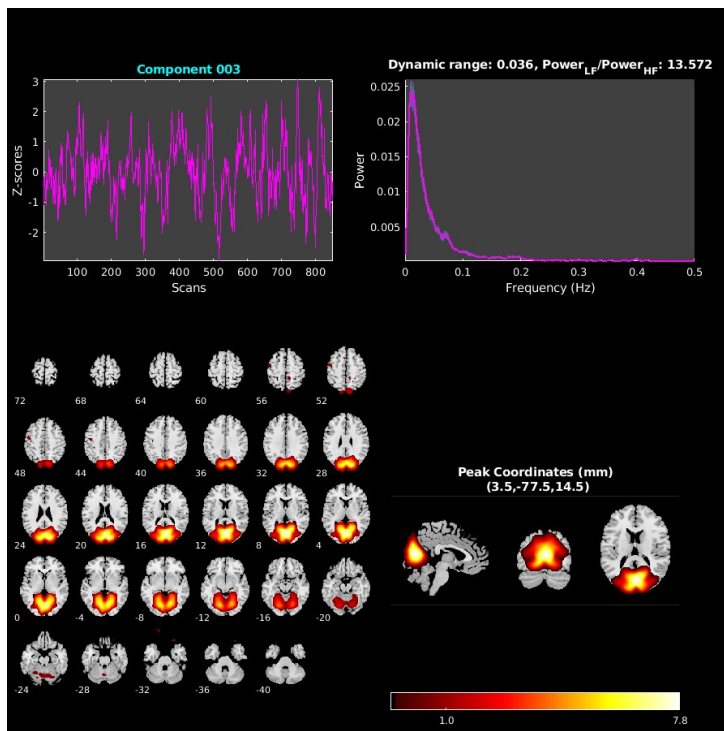 Component 003
3
2
1
0
-1
-2
Z-scores
100 200 300 400 500 600 700 800
Scans
Dynamic range: 0.036, Power_LF/Power_HF: 13.572
0.025
0.02
0.015
0.01
0.005
Power
0 0.1 0.2 0.3 0.4 0.5
Frequency (Hz)
72 68 64 60 56 52
48 44 40 36 32 28
24 20 16 12 8 4
0 -4 -8 -12 -16 -20
-24 -28 -32 -36 -40
Peak Coordinates (mm)
(3.5,-77.5,14.5)
1.0 7.8